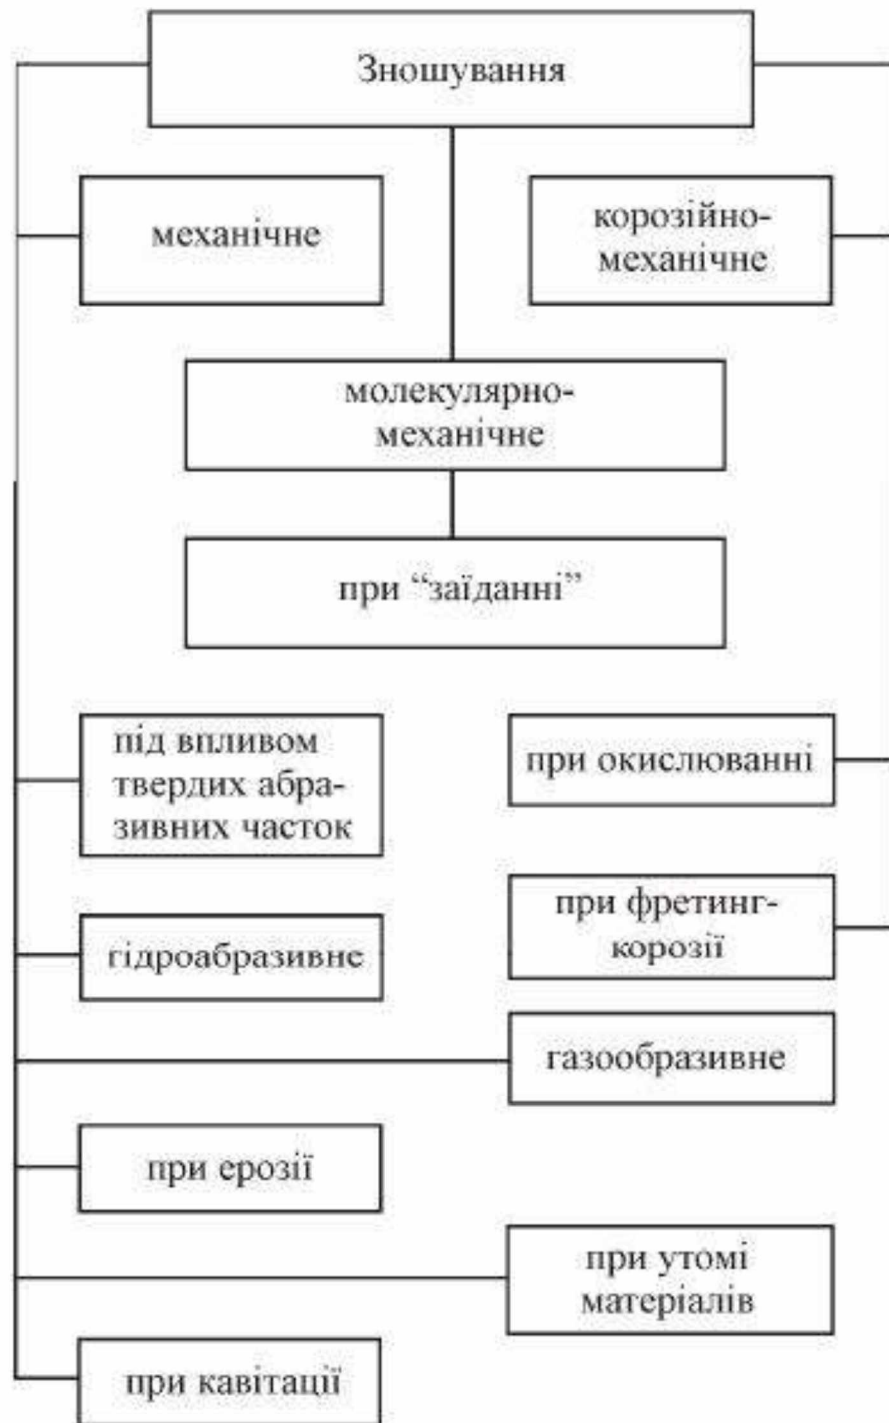 Зношування
механічне
корозійно-
механічне
молекулярно-
механічне
при “заїданні”
під впливом
твердих абра-
зивних часток
при окислюванні
гідроабразивне
при фретинг-
корозії
газообразивне
при ерозії
при утомі
матеріалів
при кавітації